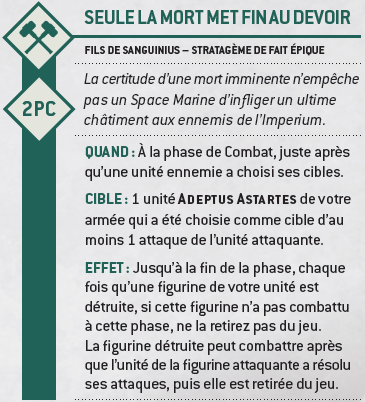 SEULE LA MORT MET FIN AU DEVOIR
FILS DE SANGUINIUS – STRATAGÈME DE FAIT ÉPIQUE
2PC
La certitude d'une mort imminente n'empêche
pas un Space Marine d'infliger un ultime
châtiment aux ennemis de l'Imperium.
QUAND : À la phase de Combat, juste après
qu'une unité ennemie a choisi ses cibles.
CIBLE : 1 unité ADEPTUS ASTARTES de votre
armée qui a été choisie comme cible d'au
moins 1 attaque de l'unité attaquante.
EFFET : Jusqu'à la fin de la phase, chaque
fois qu'une figurine de votre unité est
détruite, si cette figurine n'a pas combattu
à cette phase, ne la retirez pas du jeu.
La figurine détruite peut combattre après
que l'unité de la figurine attaquante a résolu
ses attaques, puis elle est retirée du jeu.